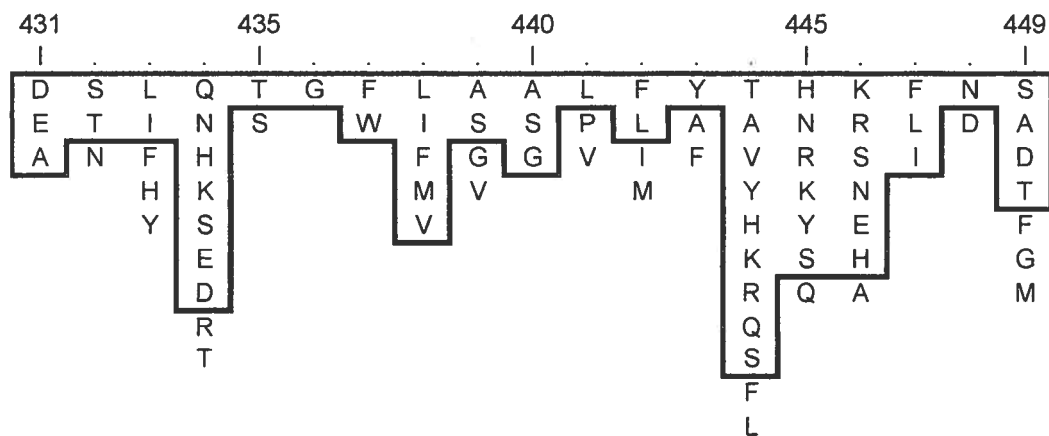 431 435 440 445 449
D S L Q T G F L A A L F Y T H K F N S
E T I N S W I S S P L A A N R L D A
A N F H F G G V I F V R S I D
H K M V M Y K N T
Y S V H Y E F
E K S H G
D R Q A M
R Q
T S
F
L